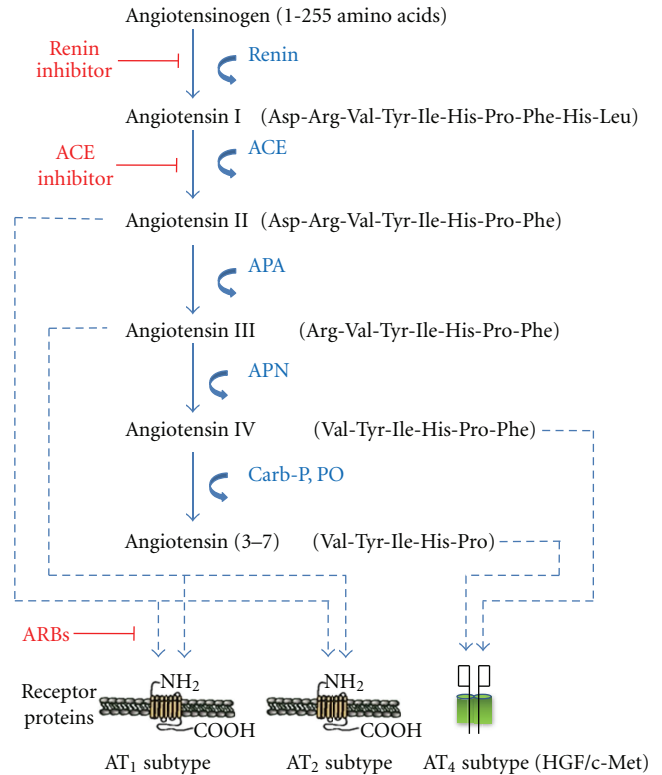 Angiotensinogen (1-255 amino acids)
Renin
inhibitor
Renin
Angiotensin I (Asp-Arg-Val-Tyr-Ile-His-Pro-Phe-His-Leu)
ACE
inhibitor
ACE
Angiotensin II (Asp-Arg-Val-Tyr-Ile-His-Pro-Phe)
APA
Angiotensin III (Arg-Val-Tyr-Ile-His-Pro-Phe)
APN
Angiotensin IV (Val-Tyr-Ile-His-Pro-Phe)
Carb-P, PO
Angiotensin (3–7) (Val-Tyr-Ile-His-Pro)
ARBs
Receptor
proteins
NH₂
COOH
NH₂
COOH
AT₁ subtype
AT₂ subtype
AT₄ subtype (HGF/c-Met)